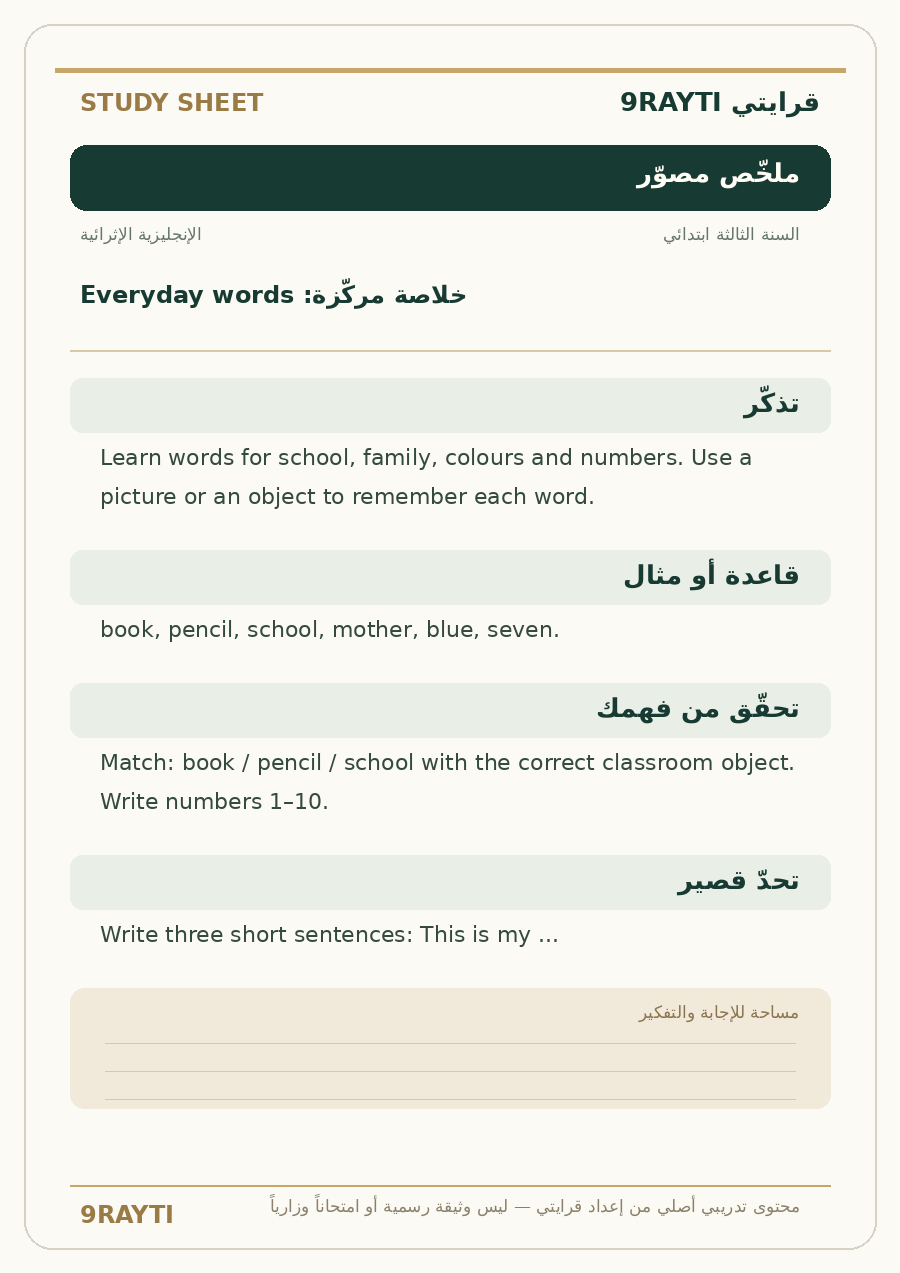 STUDY SHEET
قرايتي 9RAYTI
ملخّص مصوّر
السنة الثالثة ابتدائي
الإنجليزية الإثرائية
Everyday words :خلاصة مركّزة
تذكّر
Learn words for school, family, colours and numbers. Use a
picture or an object to remember each word.
قاعدة أو مثال
book, pencil, school, mother, blue, seven.
تحقّق من فهمك
Match: book / pencil / school with the correct classroom object.
Write numbers 1–10.
تحدّ قصير
Write three short sentences: This is my ...
مساحة للإجابة والتفكير
محتوى تدريبي أصلي من إعداد قرايتي — ليس وثيقة رسمية أو امتحاناً وزارياً
9RAYTI